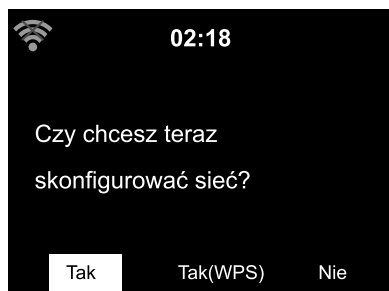 02:18
Czy chcesz teraz
skonfigurować sieć?
Tak Tak(WPS) Nie